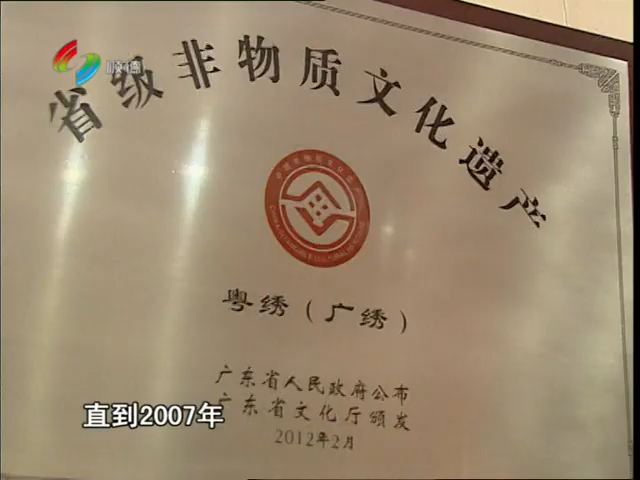 顺德
省级非物质文化遗产
粤绣（广绣）
广东省人民政府公布
广东省文化厅颁发
2012年2月
直到2007年